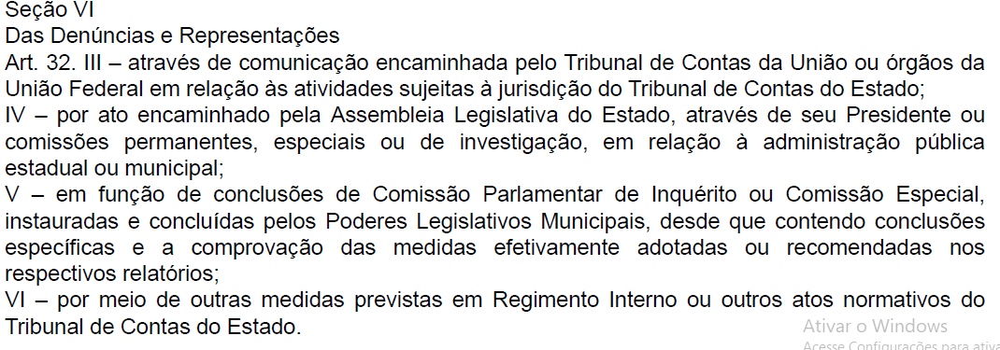 Seção VI
Das Denúncias e Representações
Art. 32. III – através de comunicação encaminhada pelo Tribunal de Contas da União ou órgãos da
União Federal em relação às atividades sujeitas à jurisdição do Tribunal de Contas do Estado;
IV – por ato encaminhado pela Assembleia Legislativa do Estado, através de seu Presidente ou
comissões permanentes, especiais ou de investigação, em relação à administração pública
estadual ou municipal;
V – em função de conclusões de Comissão Parlamentar de Inquérito ou Comissão Especial,
instauradas e concluídas pelos Poderes Legislativos Municipais, desde que contendo conclusões
específicas e a comprovação das medidas efetivamente adotadas ou recomendadas nos
respectivos relatórios;
VI – por meio de outras medidas previstas em Regimento Interno ou outros atos normativos do
Tribunal de Contas do Estado.
Ativar o Windows
Acesse Configurações para ativa